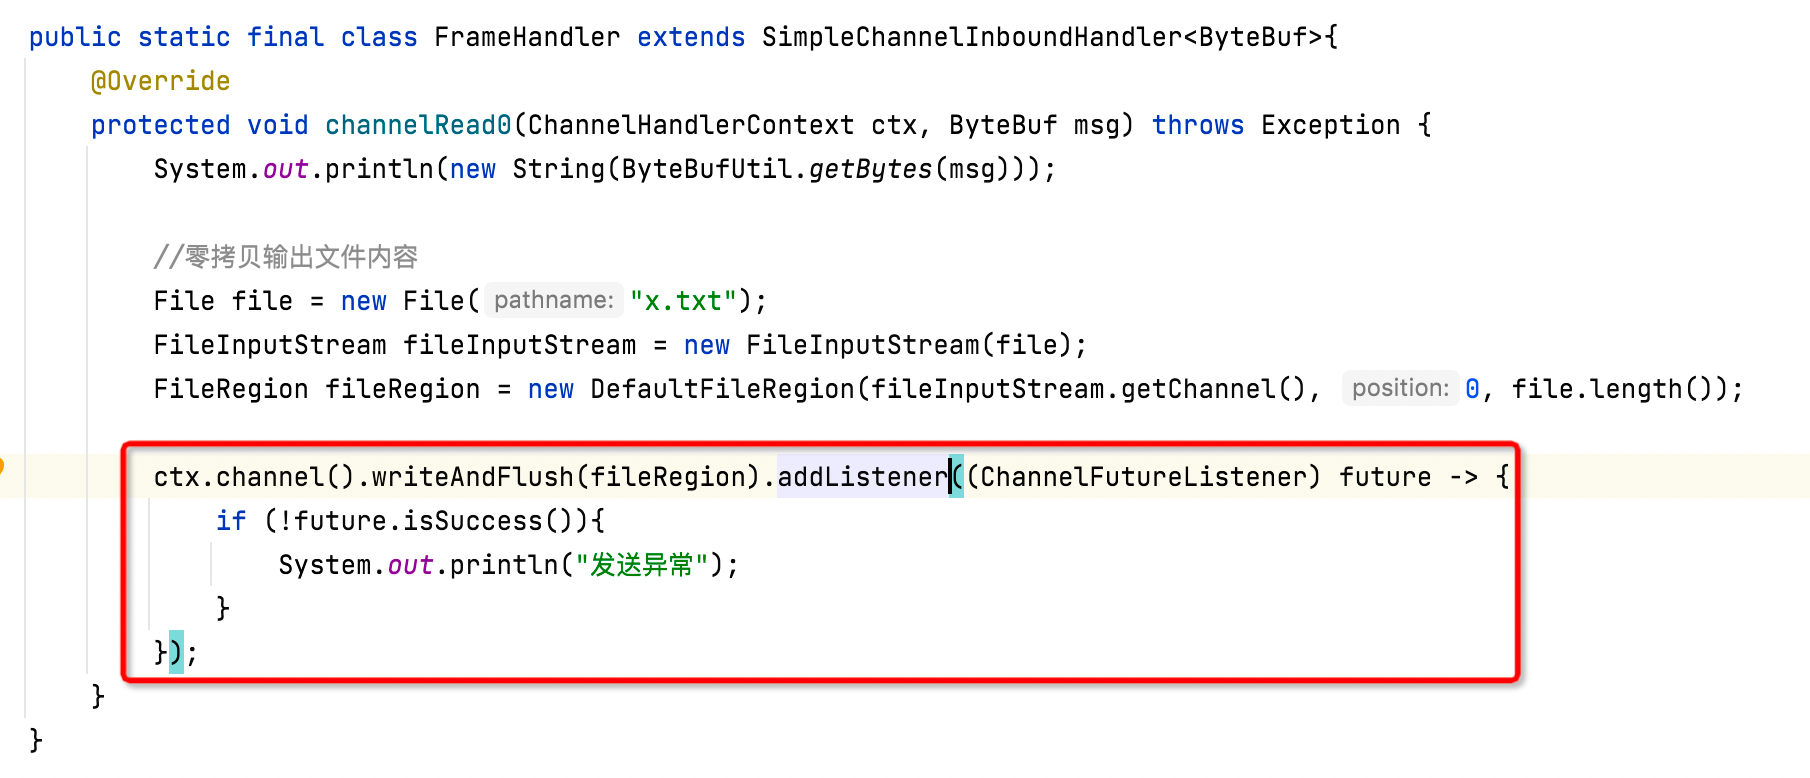 public static final class FrameHandler extends SimpleChannelInboundHandler<ByteBuf>{
@Override
protected void channelRead0(ChannelHandlerContext ctx, ByteBuf msg) throws Exception {
System.out.println(new String(ByteBufUtil.getBytes(msg)));
//零拷贝输出文件内容
File file = new File( pathname: "x.txt");
FileInputStream fileInputStream = new FileInputStream(file);
FileRegion fileRegion = new DefaultFileRegion(fileInputStream.getChannel(), position: 0, file.length());
ctx.channel().writeAndFlush(fileRegion).addListener((ChannelFutureListener) future -> {
if (!future.isSuccess()){
System.out.println("发送异常");
}
});
}
}